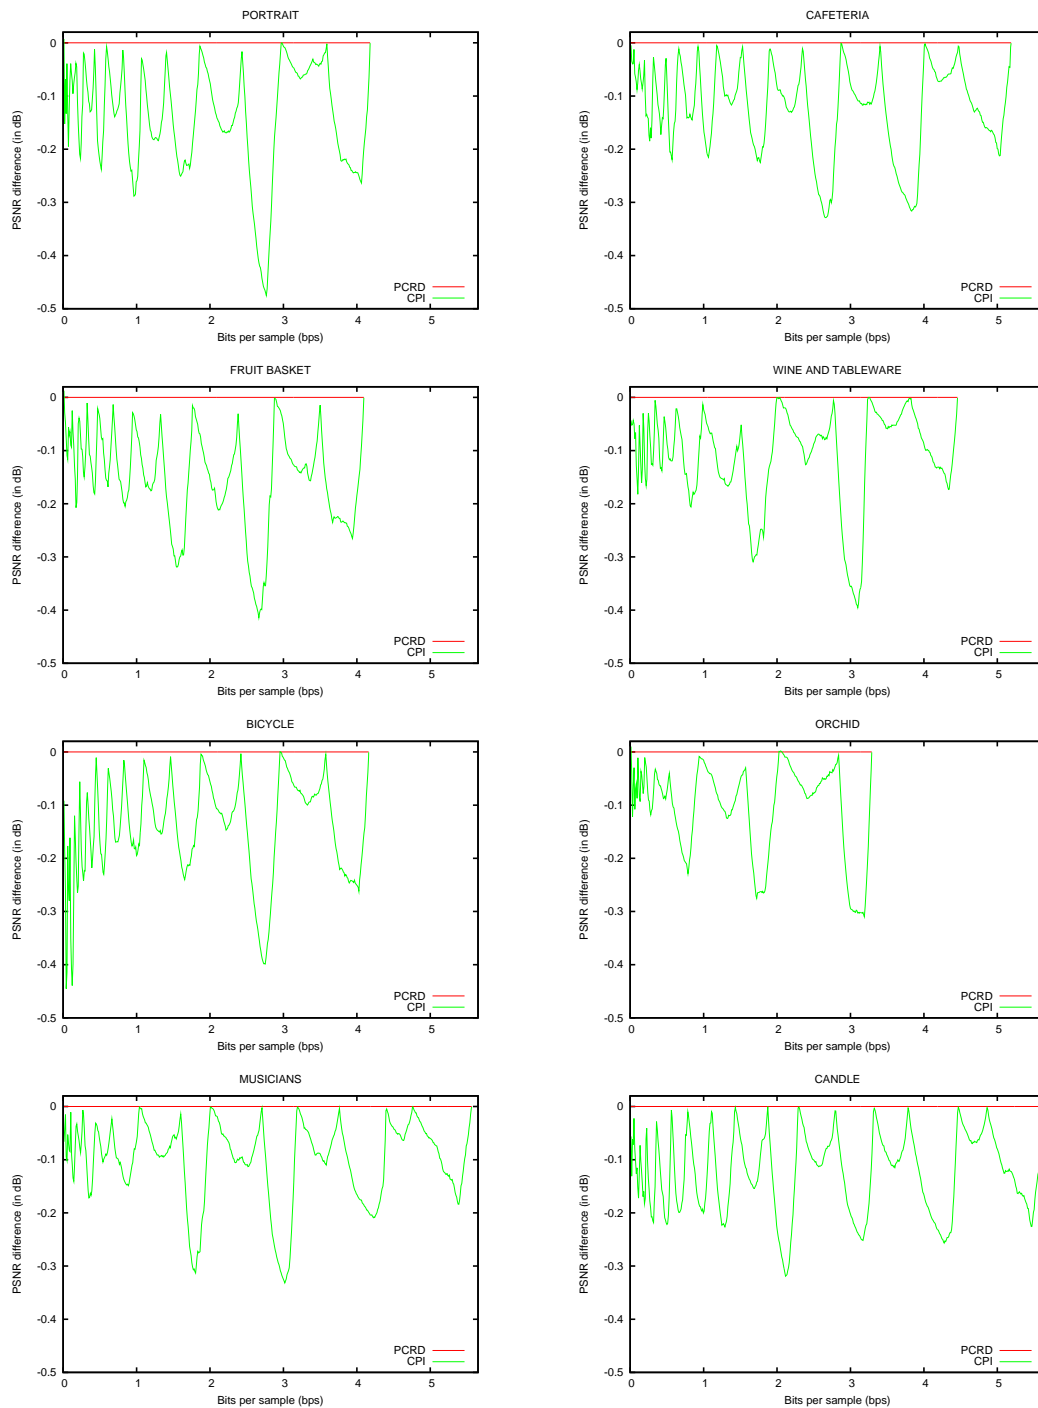 PORTRAIT
0
-0.1
-0.2
-0.3
-0.4
-0.5
PSNR difference (in dB)
PCRD
CPI
0 1 2 3 4 5
Bits per sample (bps)
CAFETERIA
0
-0.1
-0.2
-0.3
-0.4
-0.5
PSNR difference (in dB)
PCRD
CPI
0 1 2 3 4 5
Bits per sample (bps)
FRUIT BASKET
0
-0.1
-0.2
-0.3
-0.4
-0.5
PSNR difference (in dB)
PCRD
CPI
0 1 2 3 4 5
Bits per sample (bps)
WINE AND TABLEWARE
0
-0.1
-0.2
-0.3
-0.4
-0.5
PSNR difference (in dB)
PCRD
CPI
0 1 2 3 4 5
Bits per sample (bps)
BICYCLE
0
-0.1
-0.2
-0.3
-0.4
-0.5
PSNR difference (in dB)
PCRD
CPI
0 1 2 3 4 5
Bits per sample (bps)
ORCHID
0
-0.1
-0.2
-0.3
-0.4
-0.5
PSNR difference (in dB)
PCRD
CPI
0 1 2 3 4 5
Bits per sample (bps)
MUSICIANS
0
-0.1
-0.2
-0.3
-0.4
-0.5
PSNR difference (in dB)
PCRD
CPI
0 1 2 3 4 5
Bits per sample (bps)
CANDLE
0
-0.1
-0.2
-0.3
-0.4
-0.5
PSNR difference (in dB)
PCRD
CPI
0 1 2 3 4 5
Bits per sample (bps)